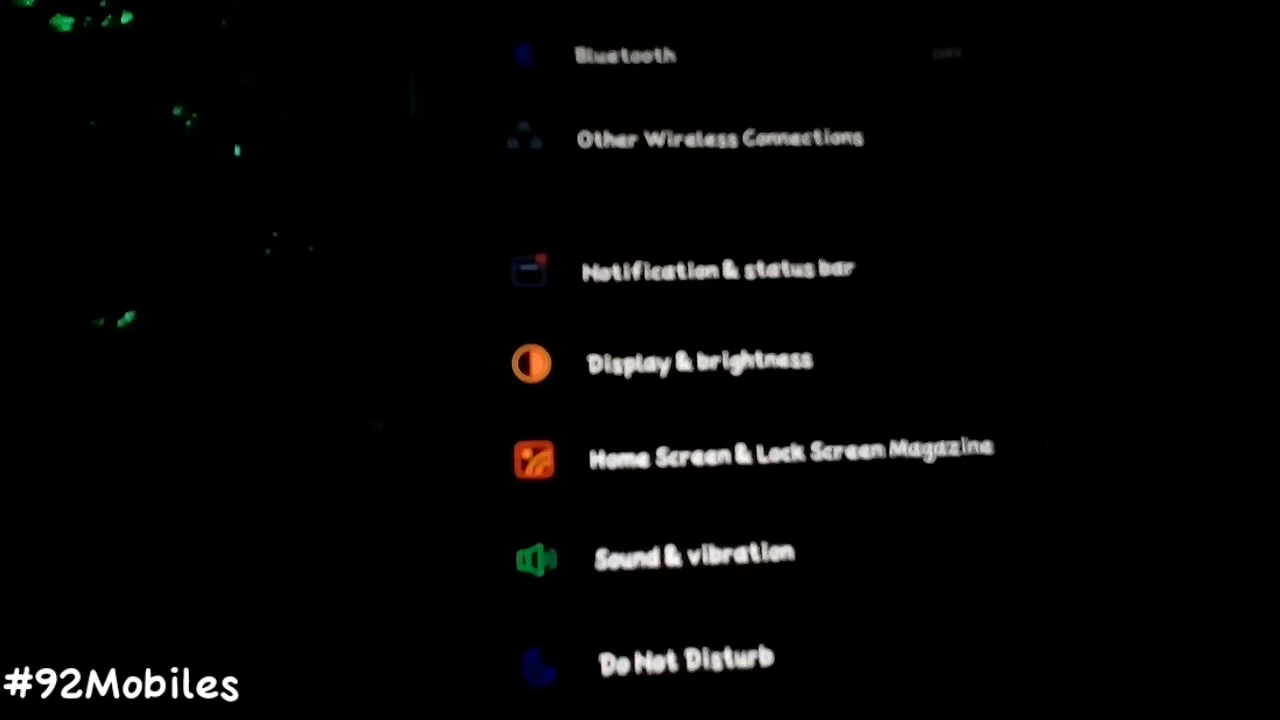 Bluetooth
Other Wireless Connections
Notification & status bar
Display & brightness
Home Screen & Lock Screen Magazine
Sound & vibration
Do Not Disturb
#92Mobiles